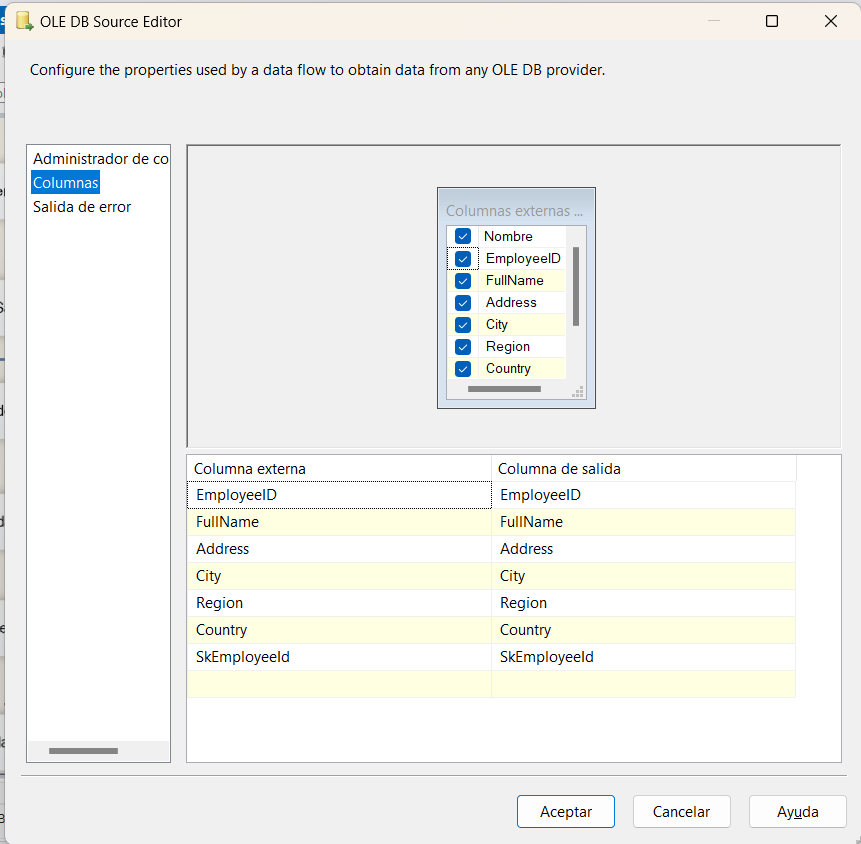 OLE DB Source Editor
Configure the properties used by a data flow to obtain data from any OLE DB provider.
Administrador de co
Columnas
Salida de error
Columnas externas ...
Nombre
EmployeeID
FullName
Address
City
Region
Country
Columna externa Columna de salida
EmployeeID EmployeeID
FullName FullName
Address Address
City City
Region Region
Country Country
SkEmployeeId SkEmployeeId
Aceptar Cancelar Ayuda